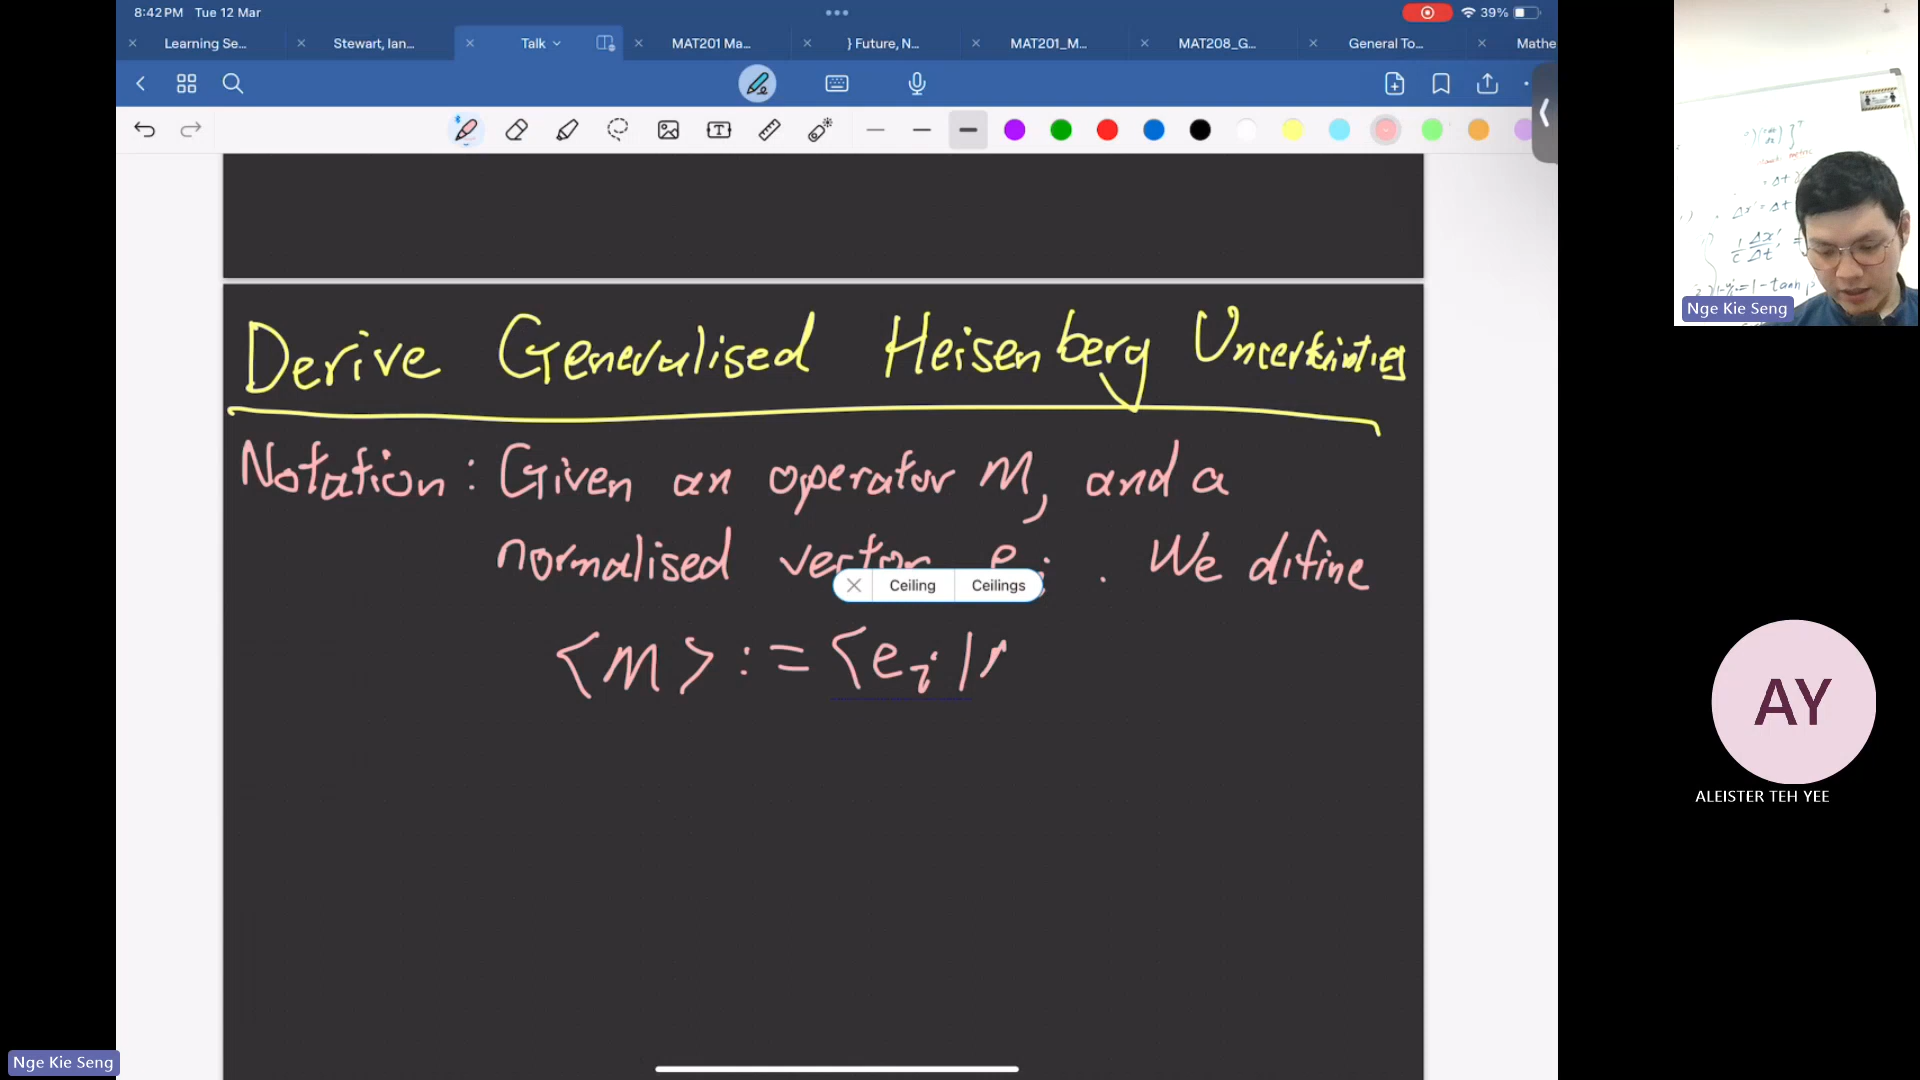 8:42 PM Tue 12 Mar
39%
Learning Se...
Stewart, Ian,...
Talk
MAT201 Ma...
} Future, N...
MAT201_M...
MAT208_G...
General To...
Mathe
Derive Generalised Heisenberg Uncertainties
Notation: Given an operator M, and a
normalised vector e_i. We difine
Ceiling
Ceilings
<M> := <e_i|
Nge Kie Seng
AY
ALEISTER TEH YEE
Nge Kie Seng